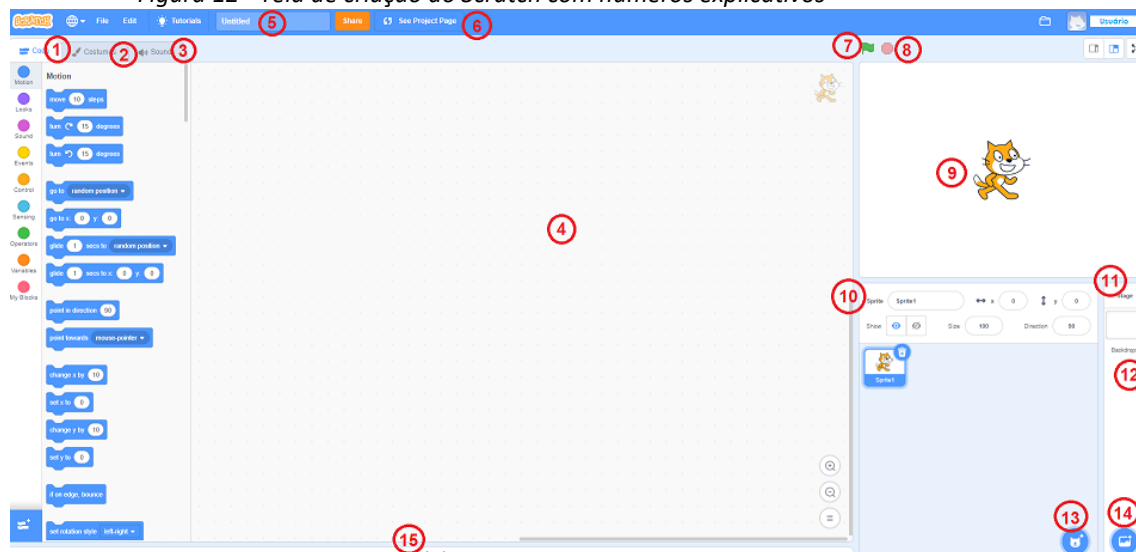 Figura 12 - Tela de criação do Scratch com números explicativos
SCRATCH File Edit Tutorials Untitled 5 Share See Project Page 6 Usuário
1 Costumes 2 Sound 3 7 8
Motion Motion
move 10 steps
Looks
turn 15 degrees
Sound
turn 15 degrees
Events
Control go to random position
Sensing go to x: 0 y: 0
Operators glide 1 secs to random position
Variables glide 1 secs to x: 0 y: 0
My Blocks
point in direction 90
point towards mouse-pointer
change x by 10
set x to 0
change y by 10
set y to 0
if on edge, bounce
set rotation style left-right
4
9
10 Sprite Sprite1 x 0 y 0
Show Size 100 Direction 90
Sprite1
11
12
13 14
15